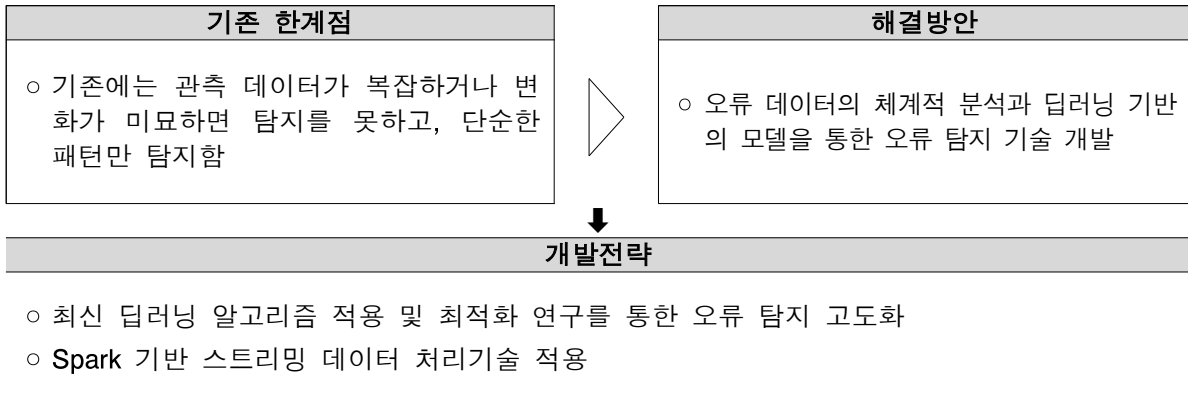 기존 한계점
○ 기존에는 관측 데이터가 복잡하거나 변
화가 미묘하면 탐지를 못하고, 단순한
패턴만 탐지함
해결방안
○ 오류 데이터의 체계적 분석과 딥러닝 기반
의 모델을 통한 오류 탐지 기술 개발
개발전략
○ 최신 딥러닝 알고리즘 적용 및 최적화 연구를 통한 오류 탐지 고도화
○ Spark 기반 스트리밍 데이터 처리기술 적용